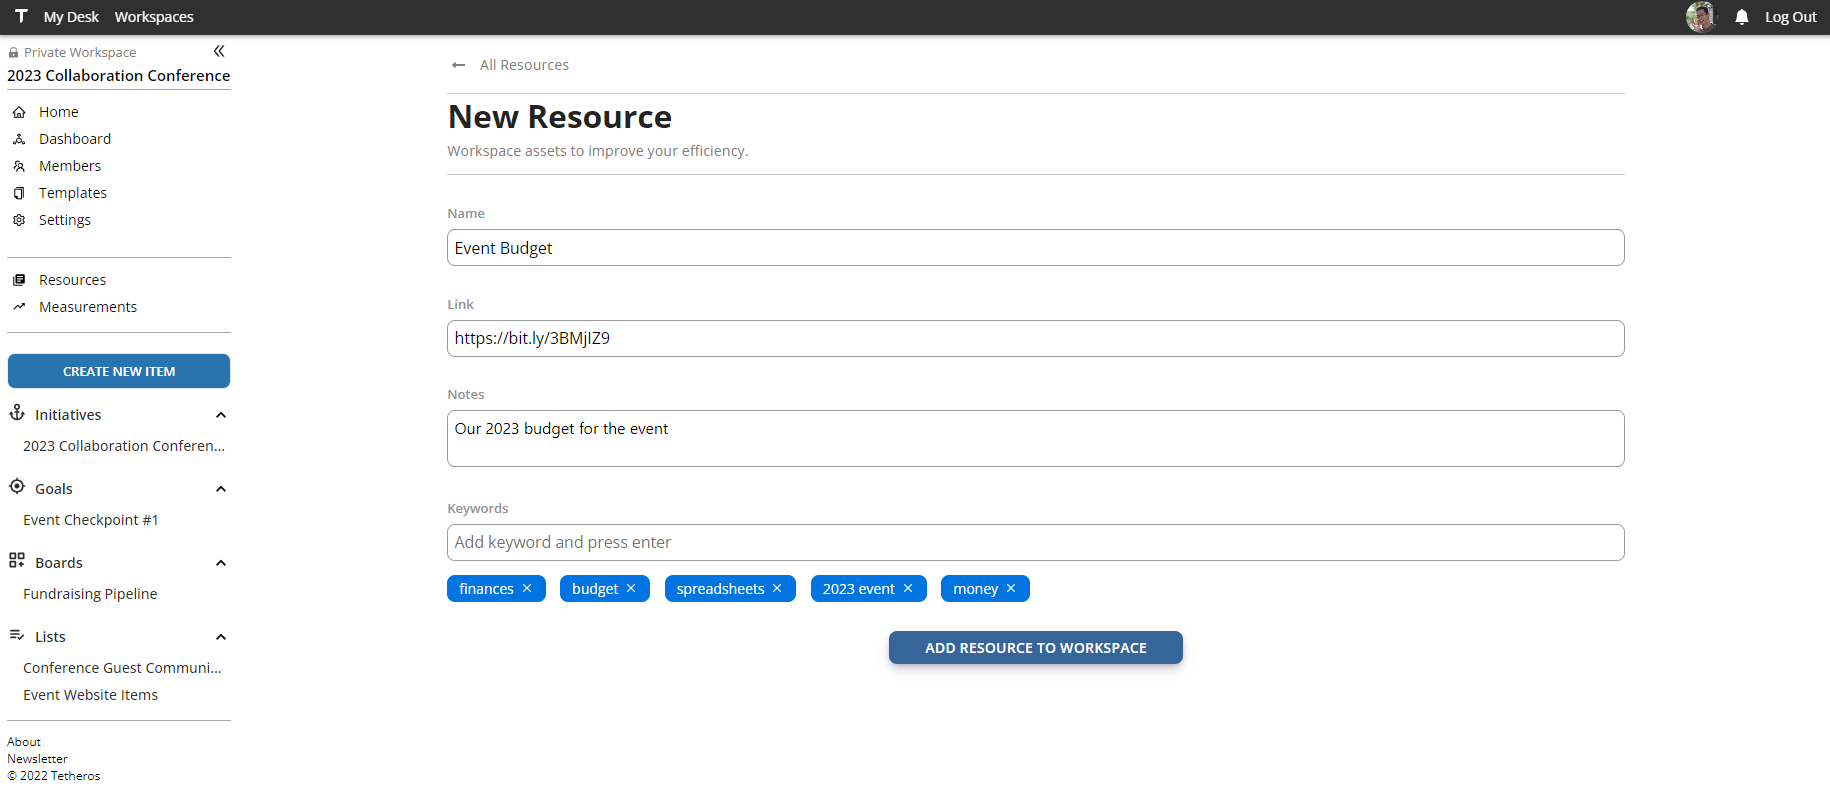 T My Desk Workspaces Log Out
Private Workspace
2023 Collaboration Conference
Home
Dashboard
Members
Templates
Settings
Resources
Measurements
CREATE NEW ITEM
Initiatives
2023 Collaboration Conferen...
Goals
Event Checkpoint #1
Boards
Fundraising Pipeline
Lists
Conference Guest Communi...
Event Website Items
About
Newsletter
© 2022 Tetheros
← All Resources
New Resource
Workspace assets to improve your efficiency.
Name
Event Budget
Link
https://bit.ly/3BMjIZ9
Notes
Our 2023 budget for the event
Keywords
Add keyword and press enter
finances × budget × spreadsheets × 2023 event × money ×
ADD RESOURCE TO WORKSPACE